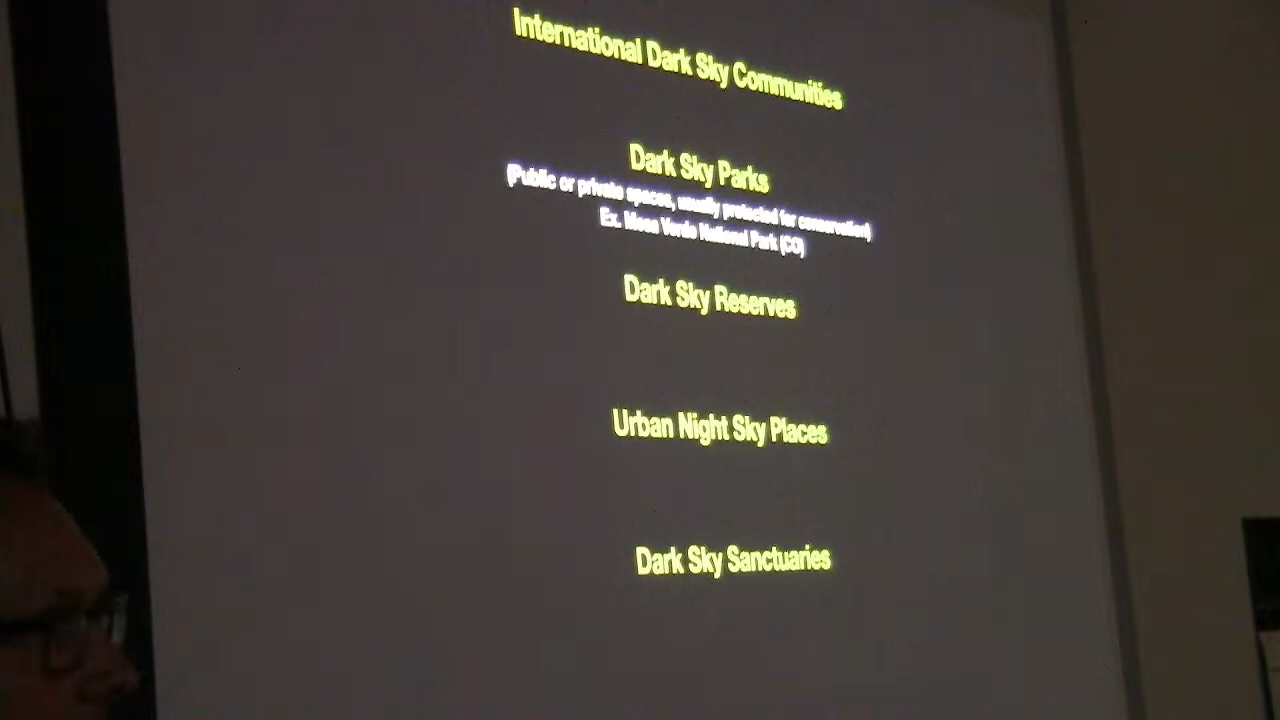 International Dark Sky Communities
Dark Sky Parks
(Public or private spaces, usually protected for conservation)
Ex. Mesa Verde National Park (CO)
Dark Sky Reserves
Urban Night Sky Places
Dark Sky Sanctuaries